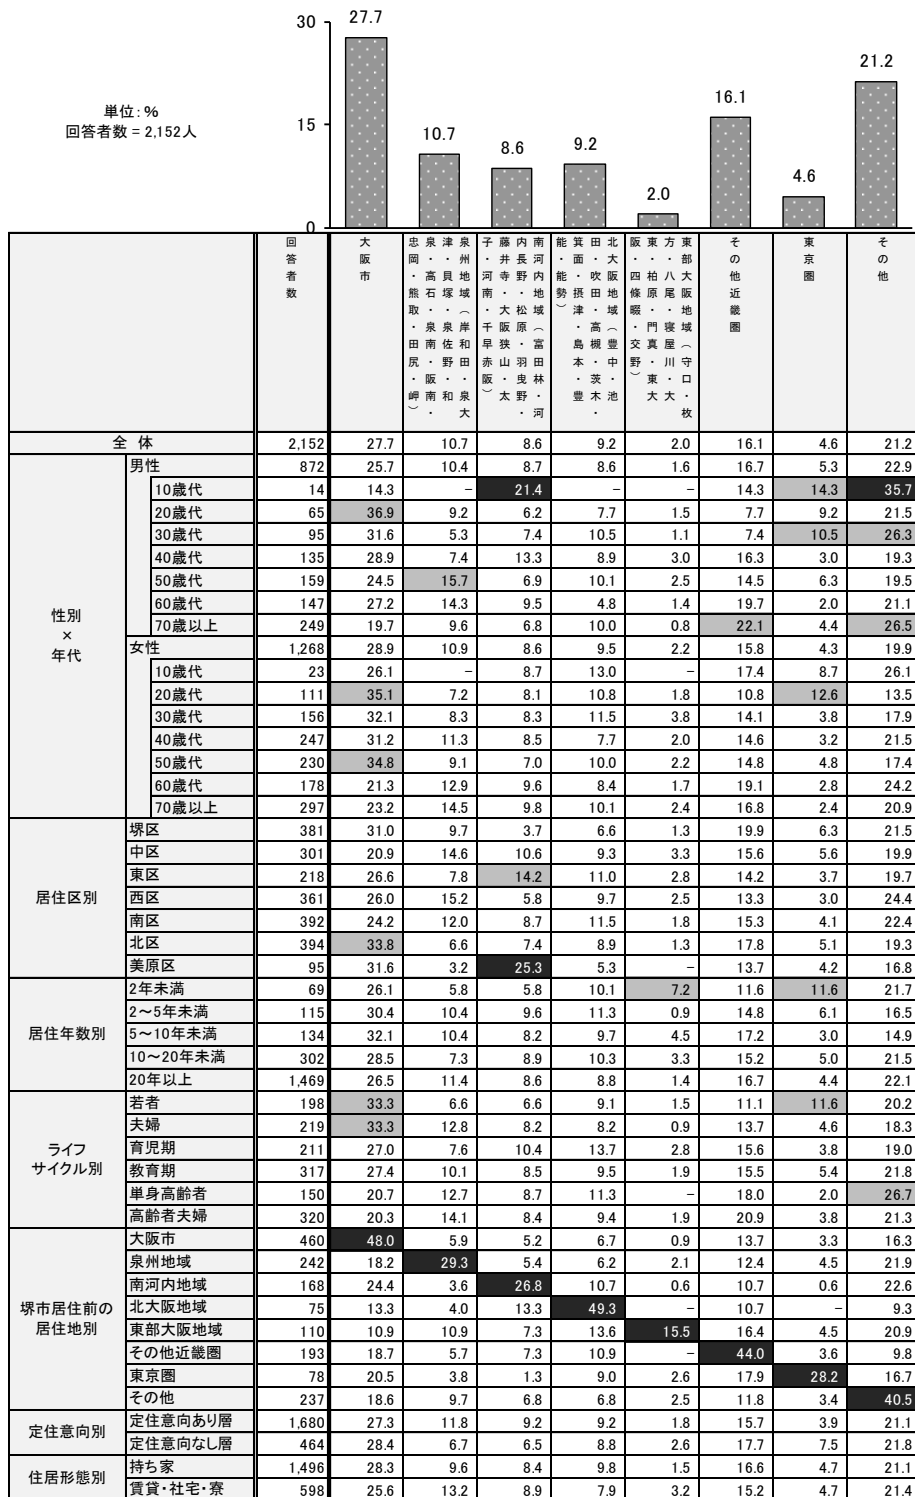 30
15
0
単位：％
回答者数 = 2,152人
27.7
10.7
8.6
9.2
2.0
16.1
4.6
21.2
回答者数
大阪市
泉州地域（岸和田・泉大
津・貝塚・泉佐野・和
泉・高石・泉南・阪南・
忠岡・熊取・田尻・岬）
南河内地域（富田林・河
内長野・松原・羽曳野・
藤井寺・大阪狭山・太
子・河南・千早赤阪）
北大阪地域（豊中・池
田・吹田・高槻・茨木・
箕面・摂津・島本・豊
能・能勢）
東部大阪地域（守口・枚
方・八尾・寝屋川・大
東・柏原・門真・東大
阪・四條畷・交野）
その他近畿圏
東京圏
その他
全 体 2,152 27.7 10.7 8.6 9.2 2.0 16.1 4.6 21.2
性別
×
年代
男性 872 25.7 10.4 8.7 8.6 1.6 16.7 5.3 22.9
10歳代 14 14.3 － 21.4 － － 14.3 14.3 35.7
20歳代 65 36.9 9.2 6.2 7.7 1.5 7.7 9.2 21.5
30歳代 95 31.6 5.3 7.4 10.5 1.1 7.4 10.5 26.3
40歳代 135 28.9 7.4 13.3 8.9 3.0 16.3 3.0 19.3
50歳代 159 24.5 15.7 6.9 10.1 2.5 14.5 6.3 19.5
60歳代 147 27.2 14.3 9.5 4.8 1.4 19.7 2.0 21.1
70歳以上 249 19.7 9.6 6.8 10.0 0.8 22.1 4.4 26.5
女性 1,268 28.9 10.9 8.6 9.5 2.2 15.8 4.3 19.9
10歳代 23 26.1 － 8.7 13.0 － 17.4 8.7 26.1
20歳代 111 35.1 7.2 8.1 10.8 1.8 10.8 12.6 13.5
30歳代 156 32.1 8.3 8.3 11.5 3.8 14.1 3.8 17.9
40歳代 247 31.2 11.3 8.5 7.7 2.0 14.6 3.2 21.5
50歳代 230 34.8 9.1 7.0 10.0 2.2 14.8 4.8 17.4
60歳代 178 21.3 12.9 9.6 8.4 1.7 19.1 2.8 24.2
70歳以上 297 23.2 14.5 9.8 10.1 2.4 16.8 2.4 20.9
居住区別
堺区 381 31.0 9.7 3.7 6.6 1.3 19.9 6.3 21.5
中区 301 20.9 14.6 10.6 9.3 3.3 15.6 5.6 19.9
東区 218 26.6 7.8 14.2 11.0 2.8 14.2 3.7 19.7
西区 361 26.0 15.2 5.8 9.7 2.5 13.3 3.0 24.4
南区 392 24.2 12.0 8.7 11.5 1.8 15.3 4.1 22.4
北区 394 33.8 6.6 7.4 8.9 1.3 17.8 5.1 19.3
美原区 95 31.6 3.2 25.3 5.3 － 13.7 4.2 16.8
居住年数別
2年未満 69 26.1 5.8 5.8 10.1 7.2 11.6 11.6 21.7
2～5年未満 115 30.4 10.4 9.6 11.3 0.9 14.8 6.1 16.5
5～10年未満 134 32.1 10.4 8.2 9.7 4.5 17.2 3.0 14.9
10～20年未満 302 28.5 7.3 8.9 10.3 3.3 15.2 5.0 21.5
20年以上 1,469 26.5 11.4 8.6 8.8 1.4 16.7 4.4 22.1
ライフ
サイクル別
若者 198 33.3 6.6 6.6 9.1 1.5 11.1 11.6 20.2
夫婦 219 33.3 12.8 8.2 8.2 0.9 13.7 4.6 18.3
育児期 211 27.0 7.6 10.4 13.7 2.8 15.6 3.8 19.0
教育期 317 27.4 10.1 8.5 9.5 1.9 15.5 5.4 21.8
単身高齢者 150 20.7 12.7 8.7 11.3 － 18.0 2.0 26.7
高齢者夫婦 320 20.3 14.1 8.4 9.4 1.9 20.9 3.8 21.3
堺市居住前の
居住地別
大阪市 460 48.0 5.9 5.2 6.7 0.9 13.7 3.3 16.3
泉州地域 242 18.2 29.3 5.4 6.2 2.1 12.4 4.5 21.9
南河内地域 168 24.4 3.6 26.8 10.7 0.6 10.7 0.6 22.6
北大阪地域 75 13.3 4.0 13.3 49.3 － 10.7 － 9.3
東部大阪地域 110 10.9 10.9 7.3 13.6 15.5 16.4 4.5 20.9
その他近畿圏 193 18.7 5.7 7.3 10.9 － 44.0 3.6 9.8
東京圏 78 20.5 3.8 1.3 9.0 2.6 17.9 28.2 16.7
その他 237 18.6 9.7 6.8 6.8 2.5 11.8 3.4 40.5
定住意向別
定住意向あり層 1,680 27.3 11.8 9.2 9.2 1.8 15.7 3.9 21.1
定住意向なし層 464 28.4 6.7 6.5 8.8 2.6 17.7 7.5 21.8
住居形態別
持ち家 1,496 28.3 9.6 8.4 9.8 1.5 16.6 4.7 21.1
賃貸・社宅・寮 598 25.6 13.2 8.9 7.9 3.2 15.2 4.7 21.4